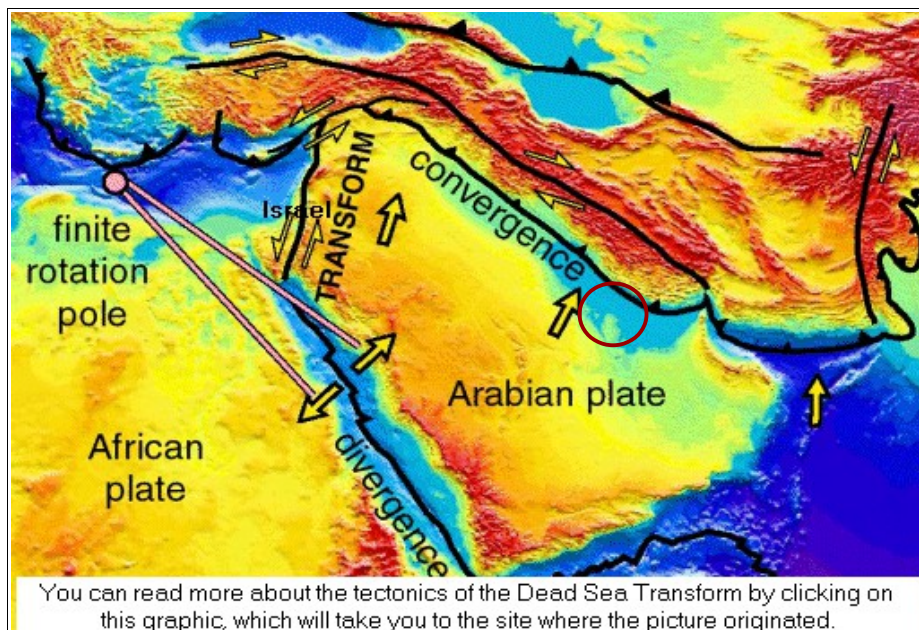 finite
rotation
pole
Israel
TRANSFORM
convergence
Arabian plate
African
plate
divergence
You can read more about the tectonics of the Dead Sea Transform by clicking on
this graphic, which will take you to the site where the picture originated.